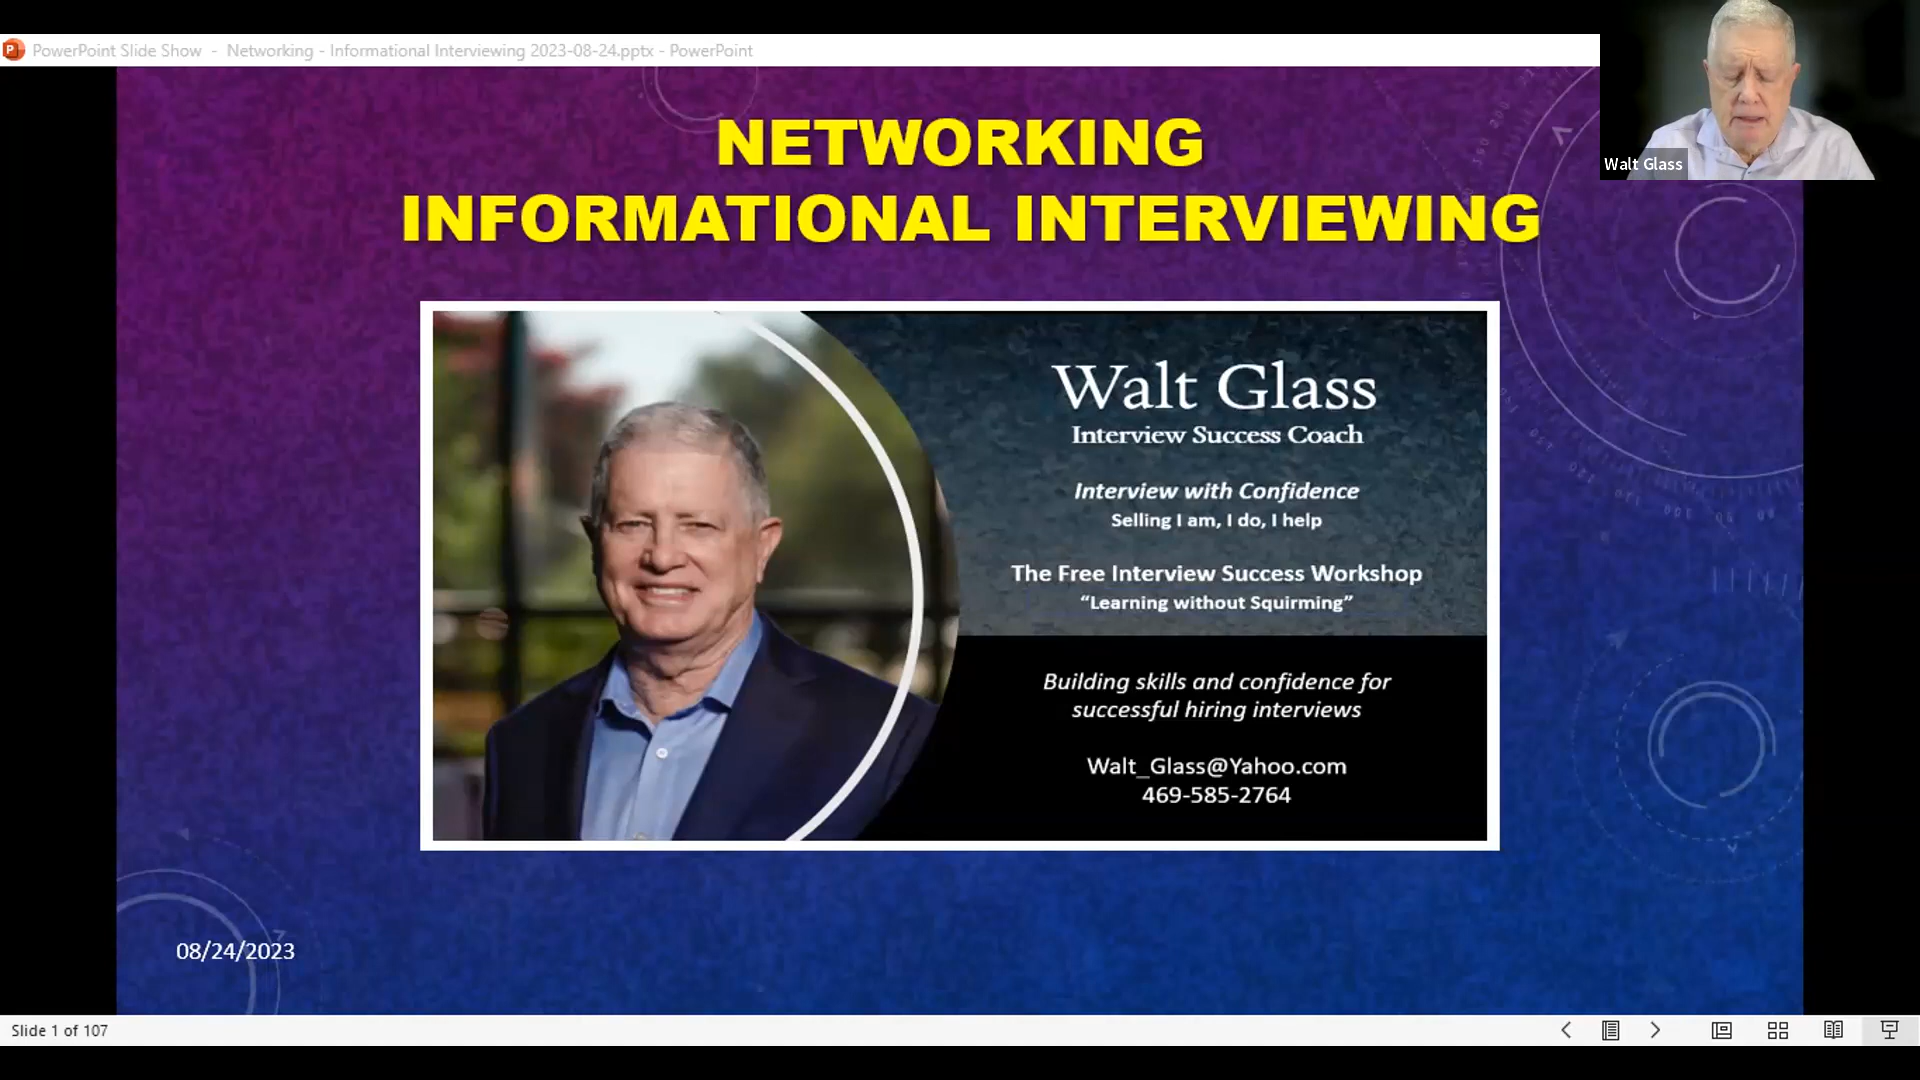 PowerPoint Slide Show - Networking - Informational Interviewing 2023-08-24.pptx - PowerPoint
Walt Glass
NETWORKING
INFORMATIONAL INTERVIEWING
Walt Glass
Interview Success Coach
Interview with Confidence
Selling I am, I do, I help
The Free Interview Success Workshop
“Learning without Squirming”
Building skills and confidence for
successful hiring interviews
Walt_Glass@Yahoo.com
469-585-2764
08/24/2023
Slide 1 of 107